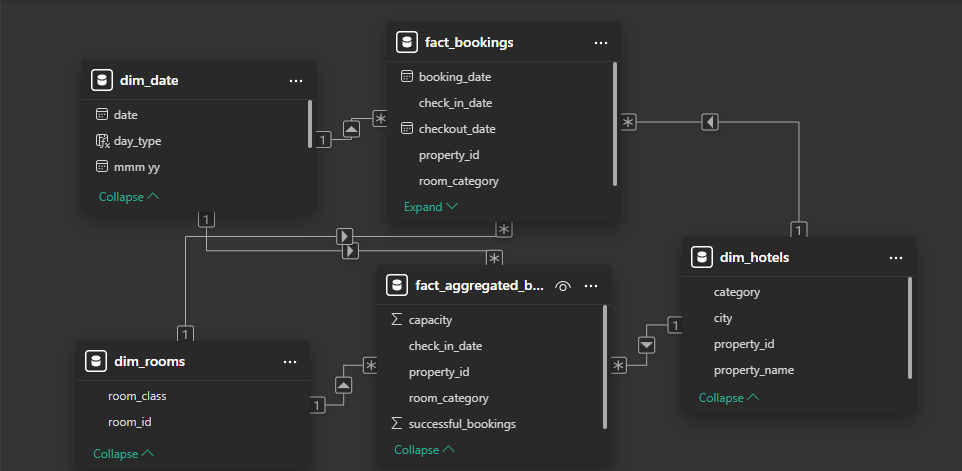 fact_bookings
booking_date
check_in_date
checkout_date
property_id
room_category
Expand
dim_date
date
day_type
mmm yy
Collapse
1
*
*
1
1
*
*
1
dim_hotels
category
city
property_id
property_name
Collapse
fact_aggregated_b...
capacity
check_in_date
property_id
room_category
successful_bookings
Collapse
1
*
*
1
dim_rooms
room_class
room_id
Collapse